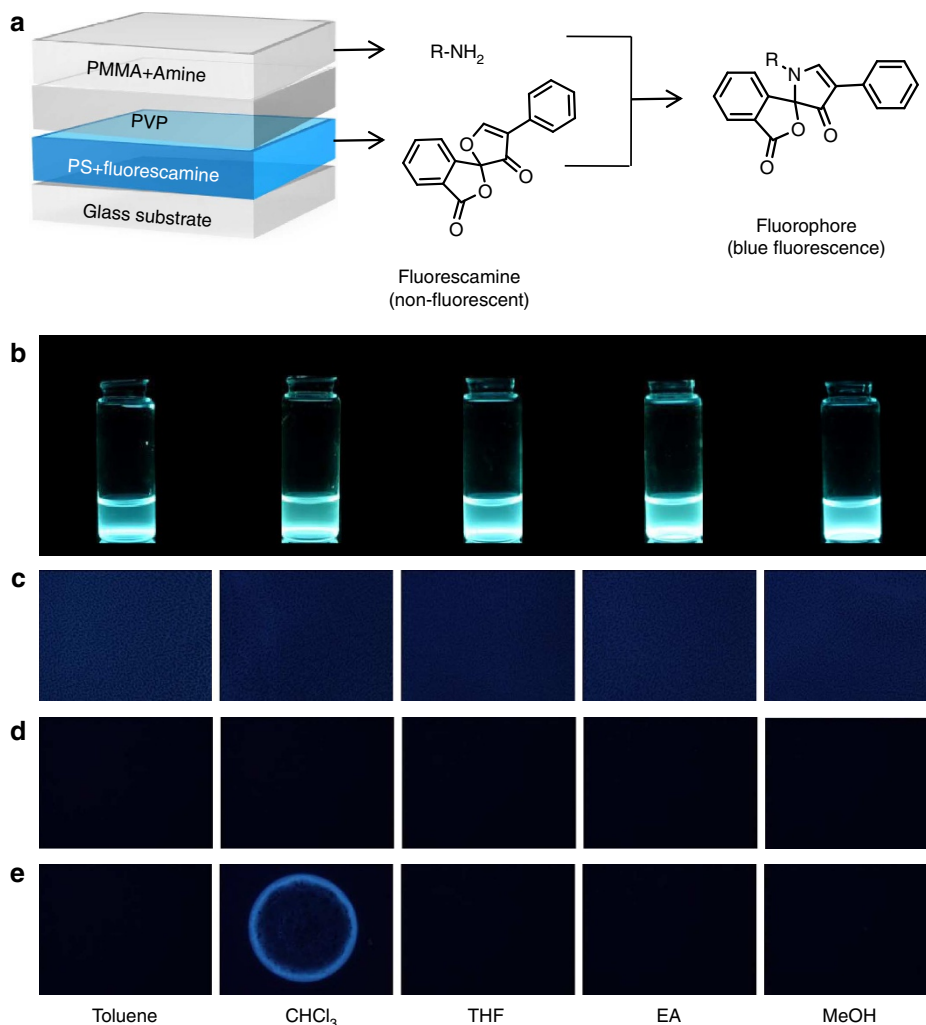 a
PMMA+Amine
PVP
PS+fluorescamine
Glass substrate
R-NH₂
O
O
O
O
Fluorescamine
(non-fluorescent)
R
N
O
O
O
Fluorophore
(blue fluorescence)
b
c
d
e
Toluene
CHCl₃
THF
EA
MeOH